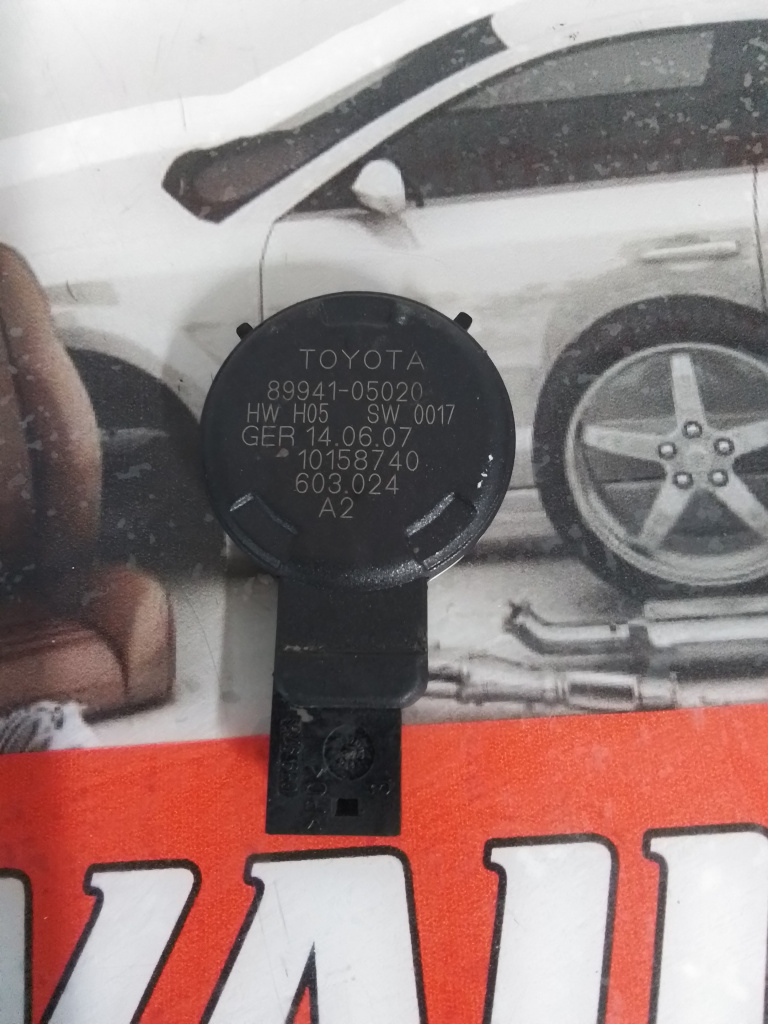 TOYOTA
89941-05020
HW H05 SW 0017
GER 14.06.07
10158740
603.024
A2